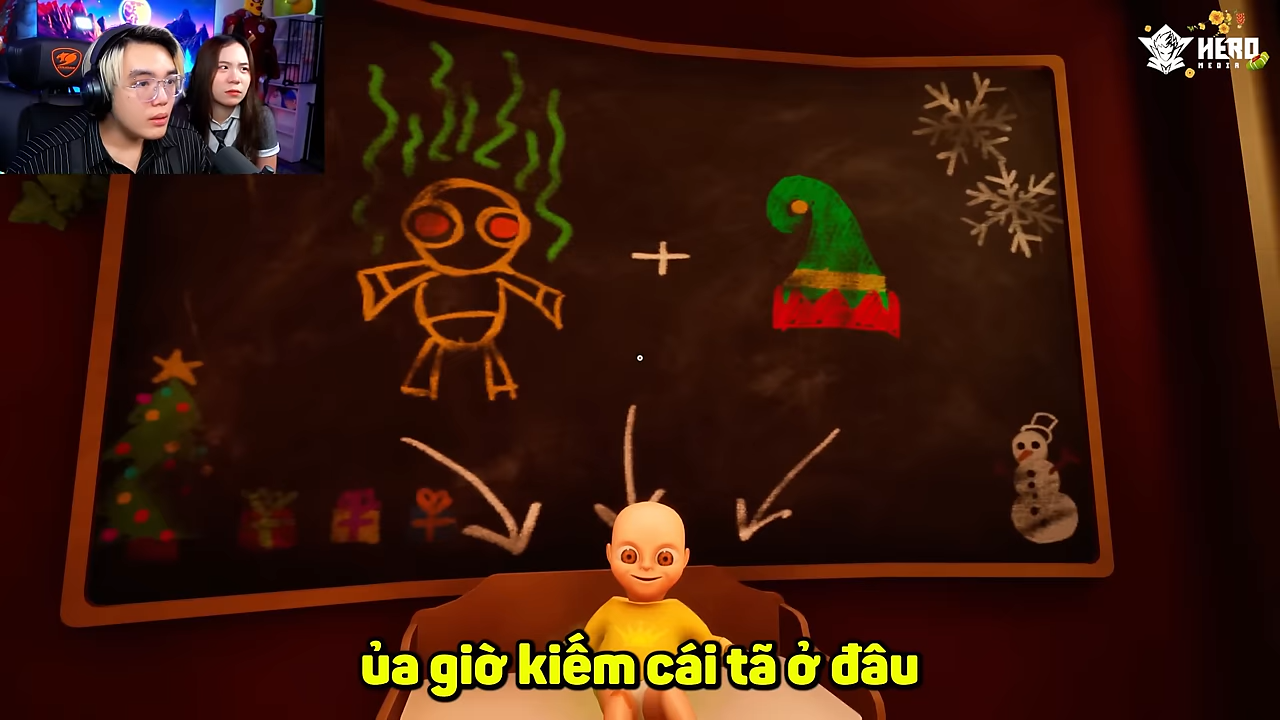 HERO
MEDIA
ủa giờ kiếm cái tã ở đâu